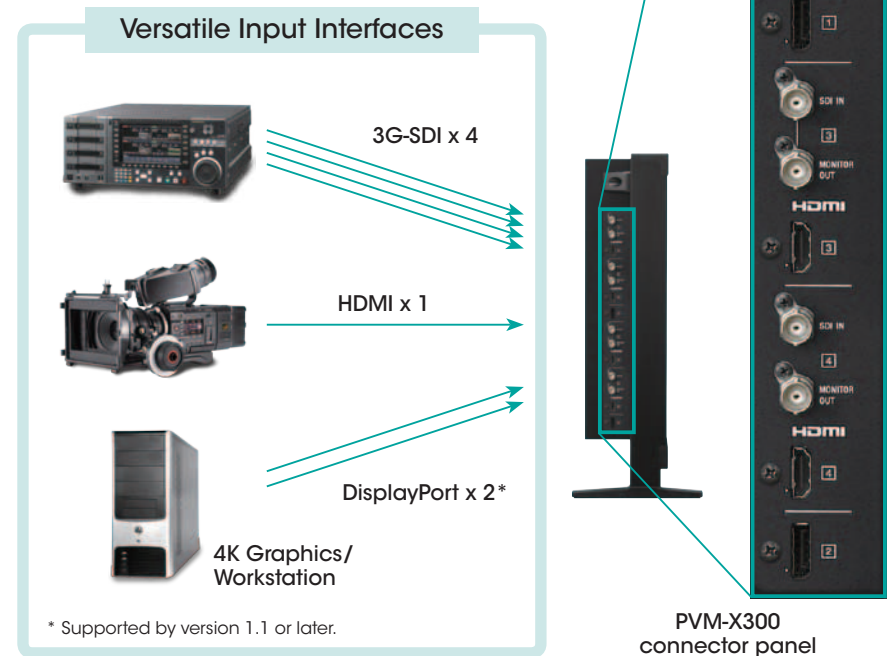 Versatile Input Interfaces
3G-SDI x 4
HDMI x 1
DisplayPort x 2*
4K Graphics/
Workstation
* Supported by version 1.1 or later.
1
SDI IN
3
MONITOR
OUT
HDMI
3
SDI IN
4
MONITOR
OUT
HDMI
4
2
PVM-X300
connector panel